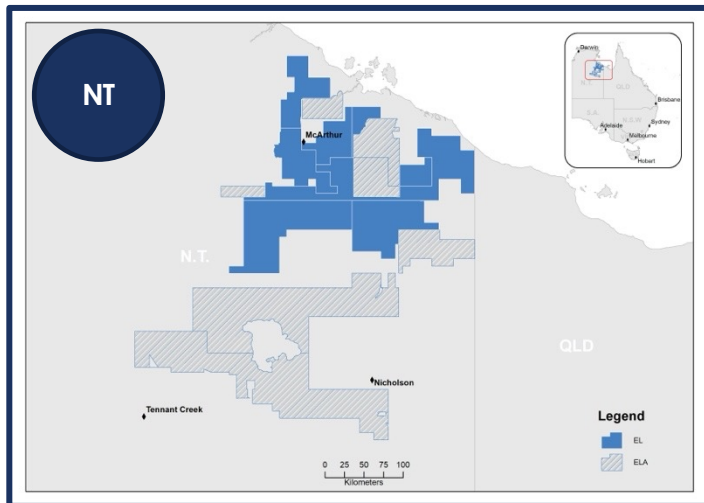 NT
McArthur
N.T.
QLD
Nicholson
Tennant Creek
Legend
EL
ELA
0 25 50 75 100
Kilometers
Darwin
N.T.
QLD
Brisbane
S.A.
N.S.W
Sydney
Adelaide
Melbourne
Hobart